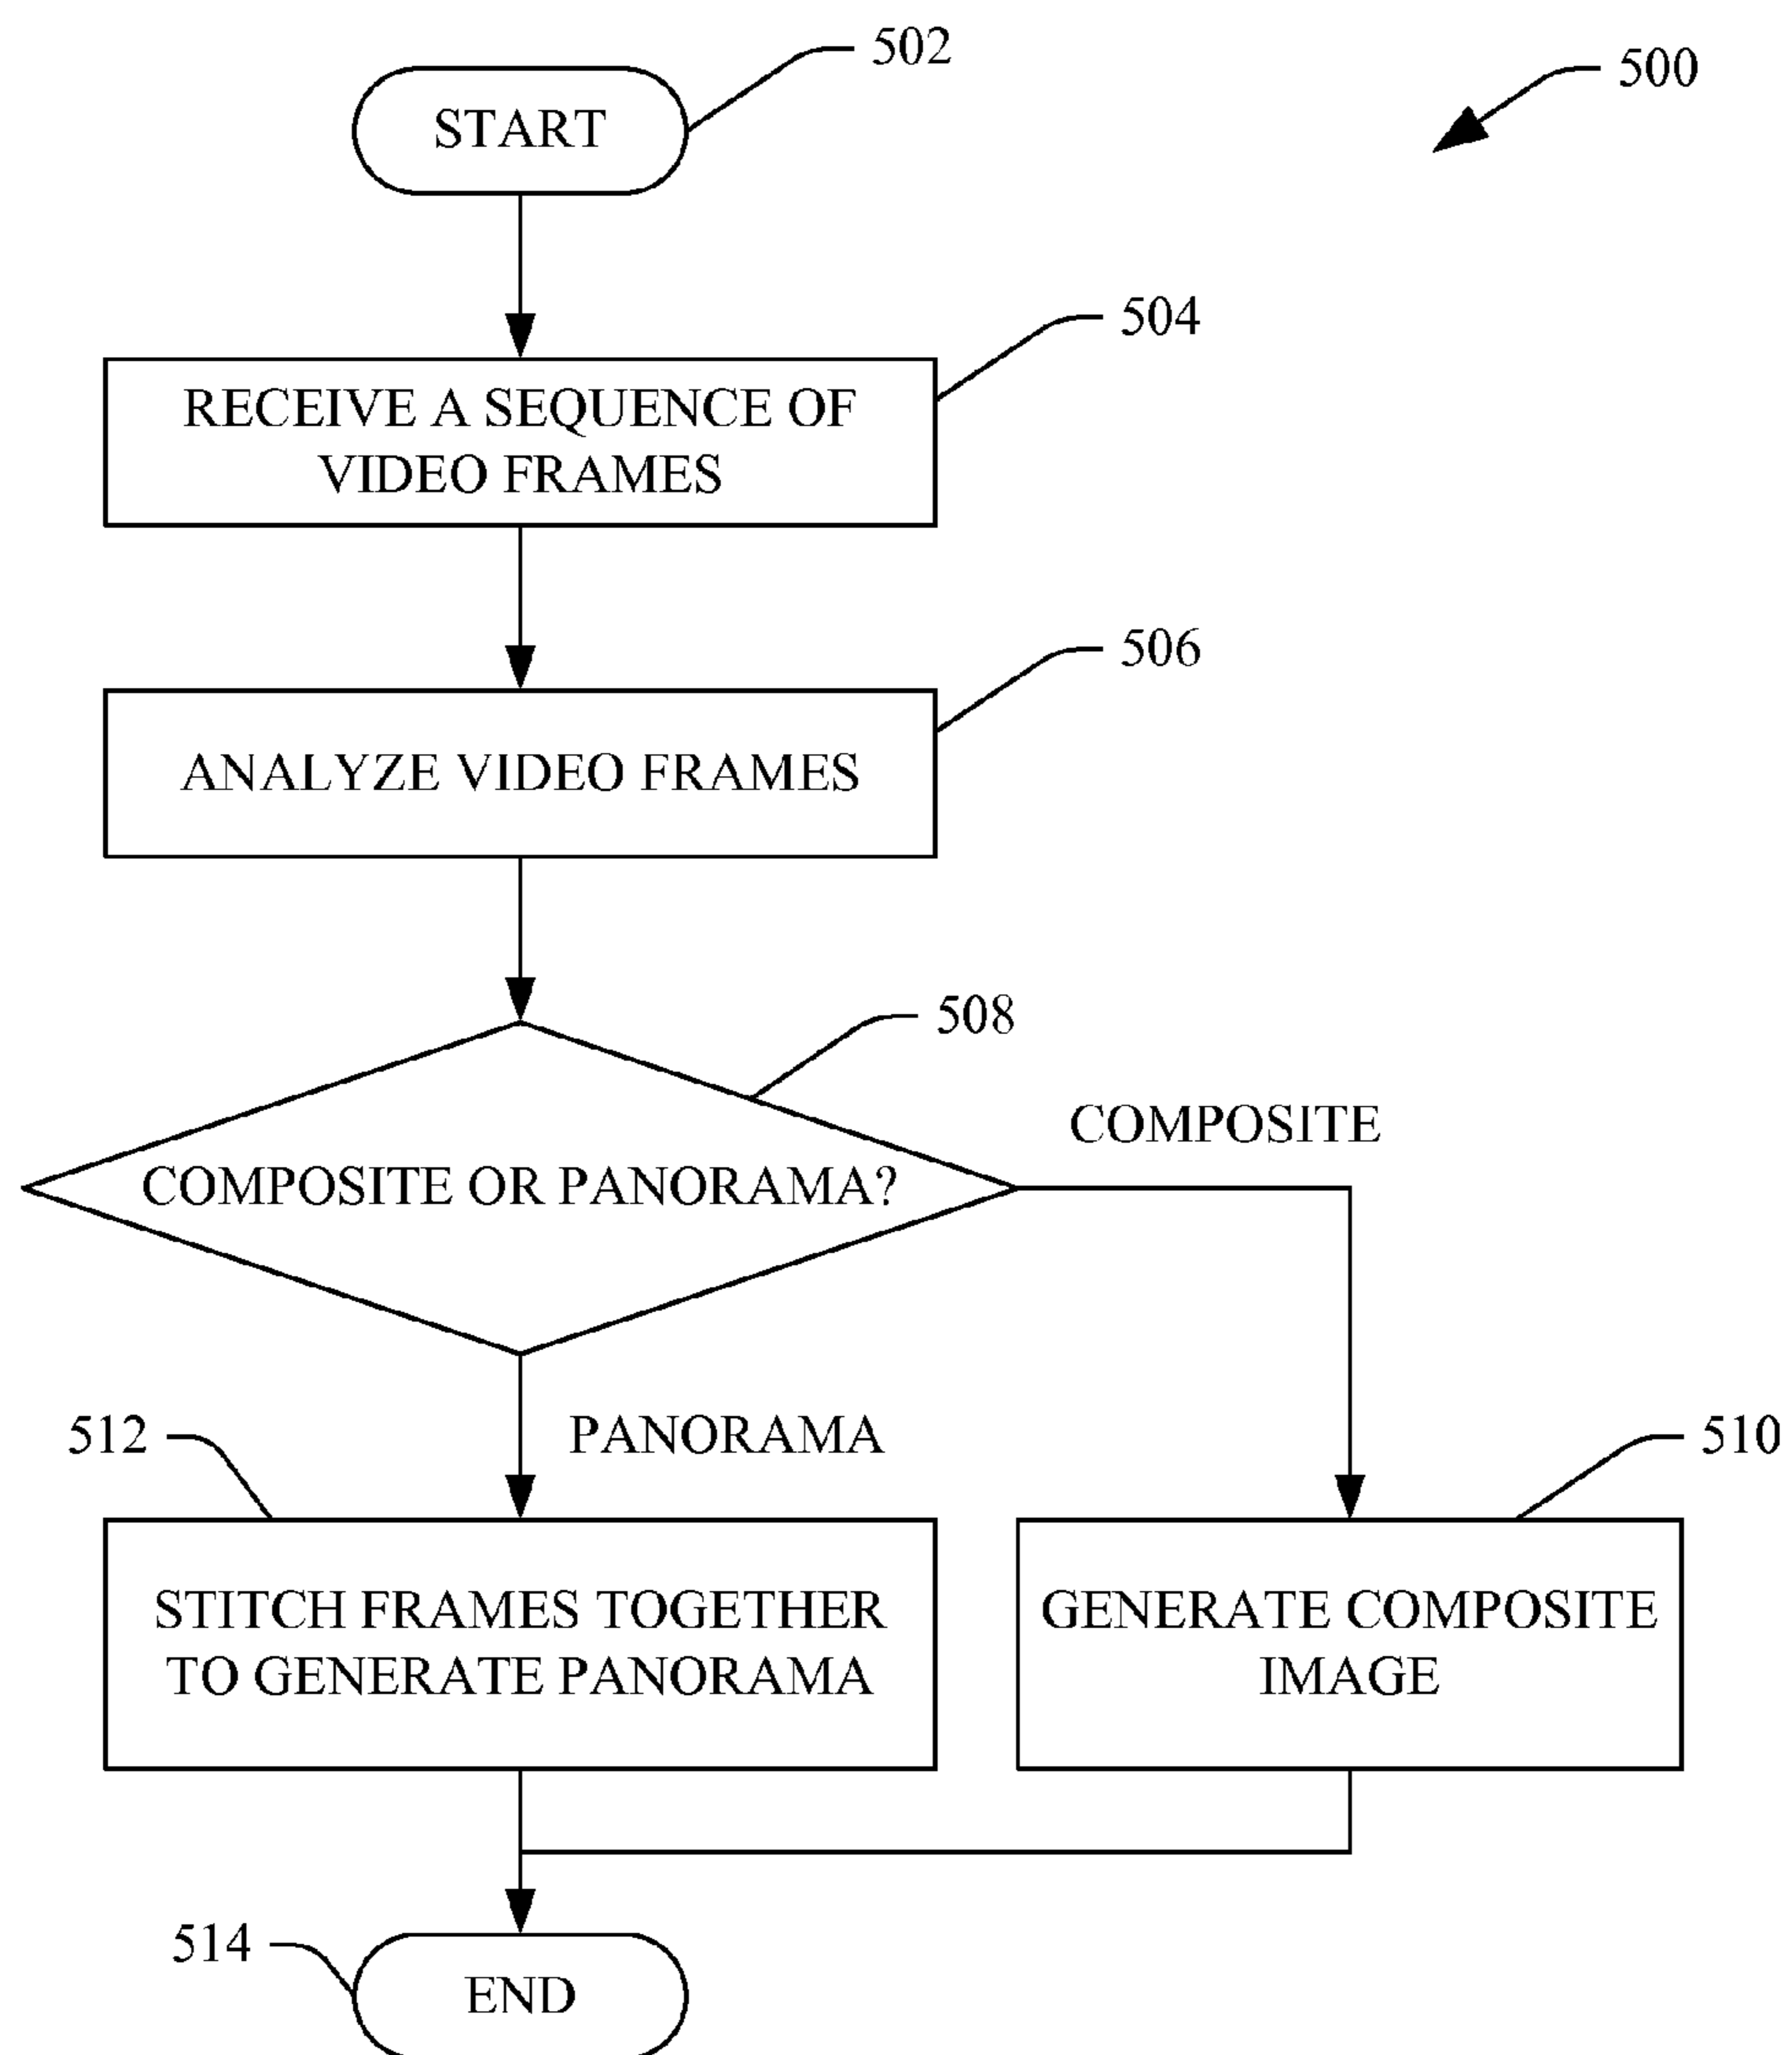 502
500
START
504
RECEIVE A SEQUENCE OF
VIDEO FRAMES
506
ANALYZE VIDEO FRAMES
508
COMPOSITE
COMPOSITE OR PANORAMA?
512
PANORAMA
510
STITCH FRAMES TOGETHER
TO GENERATE PANORAMA
GENERATE COMPOSITE
IMAGE
514
END